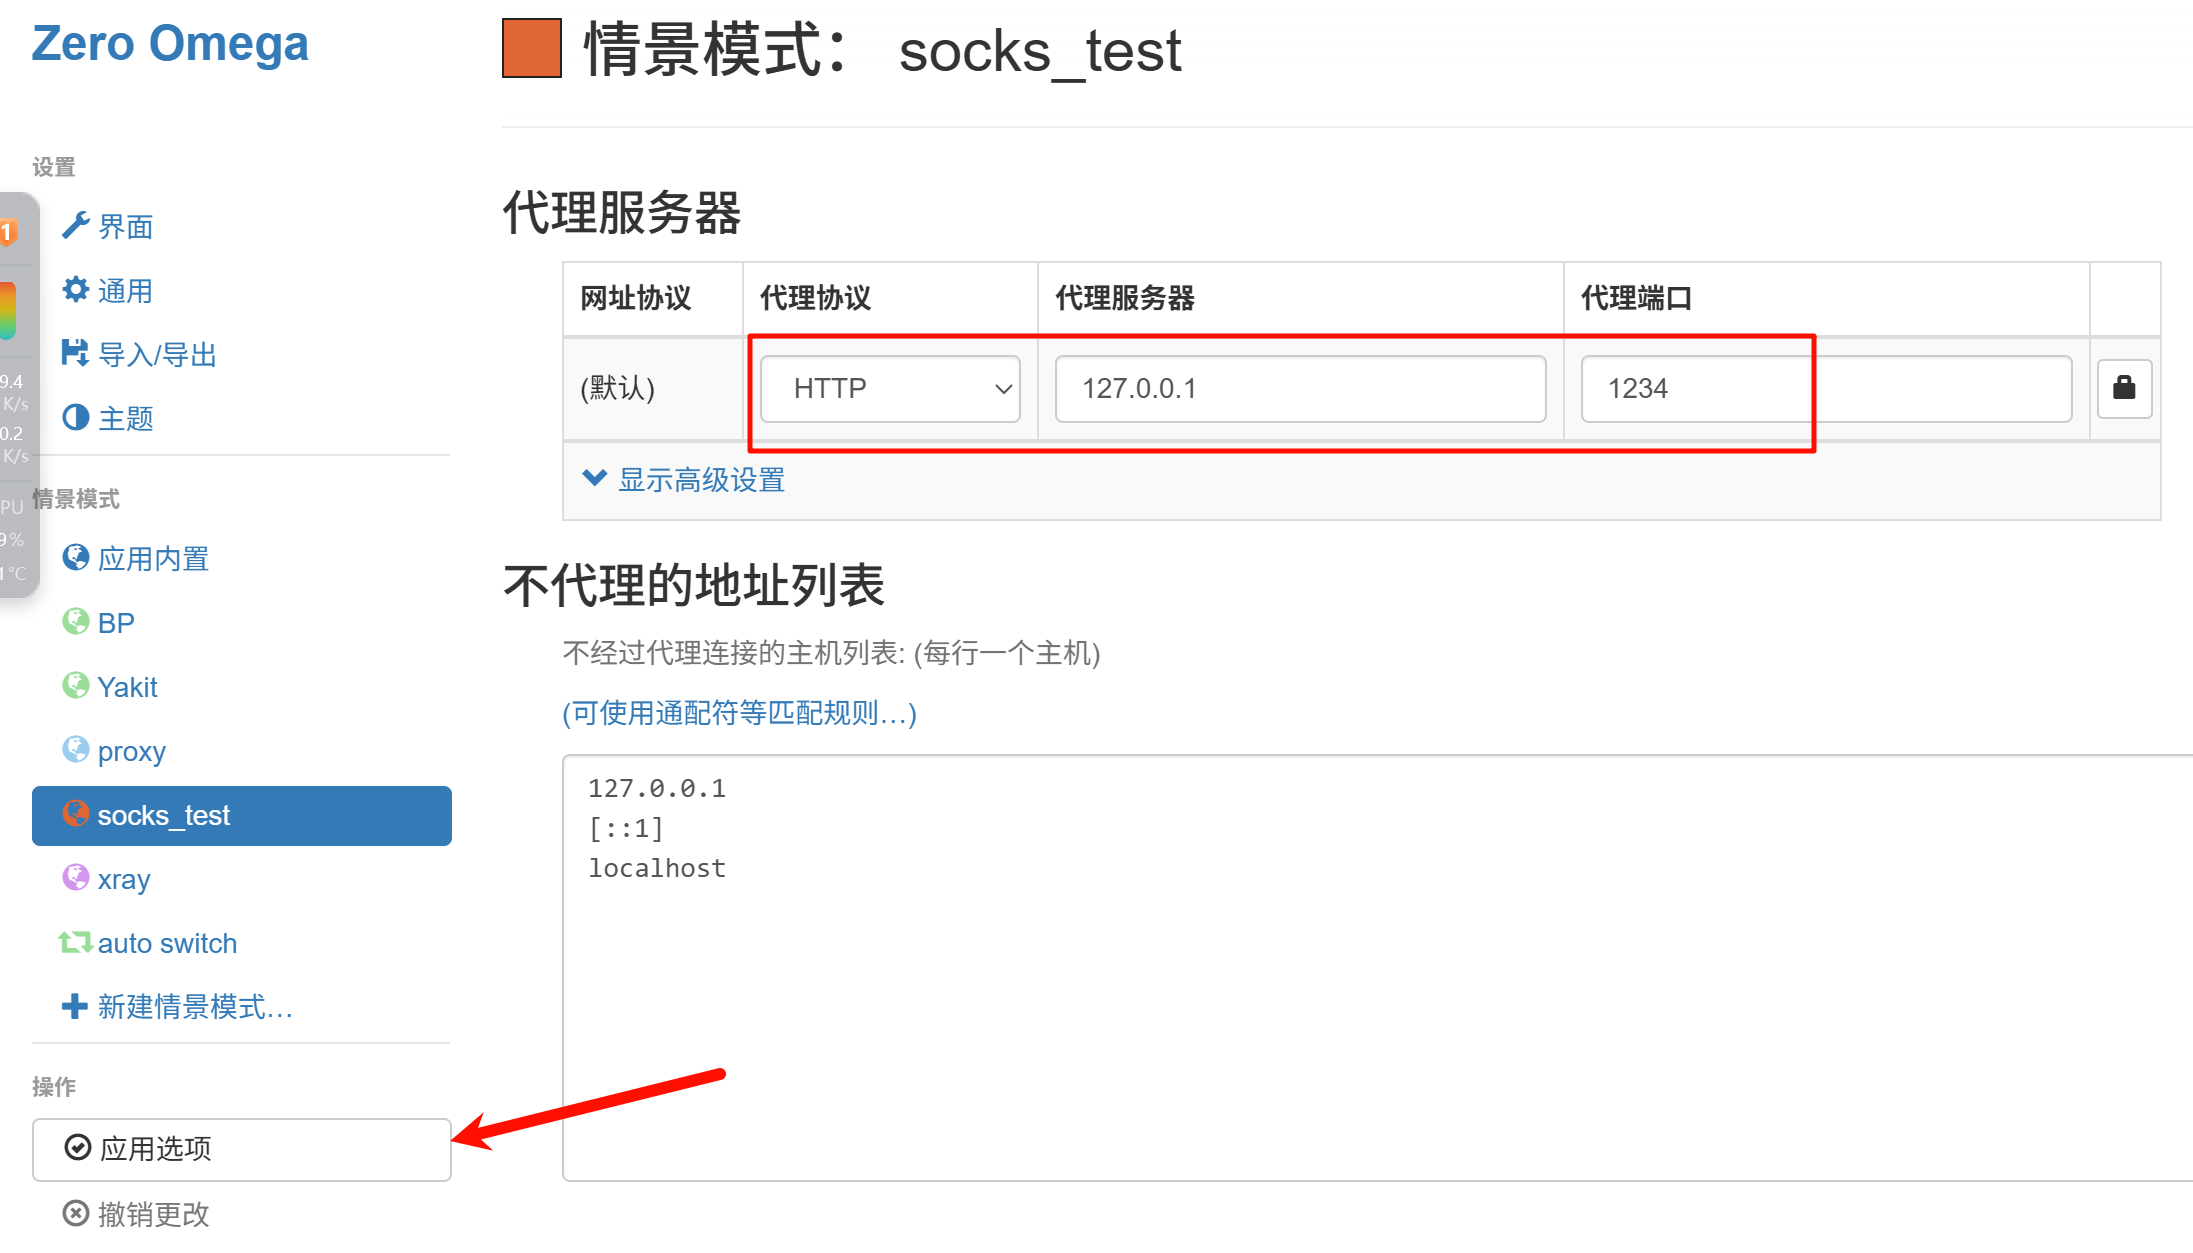 Zero Omega
设置
界面
通用
导入/导出
主题
情景模式
应用内置
BP
Yakit
proxy
socks_test
xray
auto switch
新建情景模式…
操作
应用选项
撤销更改
1
9.4
K/s
0.2
K/s
PU
9%
1°C
情景模式： socks_test
代理服务器
网址协议 代理协议 代理服务器 代理端口
(默认) HTTP 127.0.0.1 1234
显示高级设置
不代理的地址列表
不经过代理连接的主机列表: (每行一个主机)
(可使用通配符等匹配规则…)
127.0.0.1
[::1]
localhost